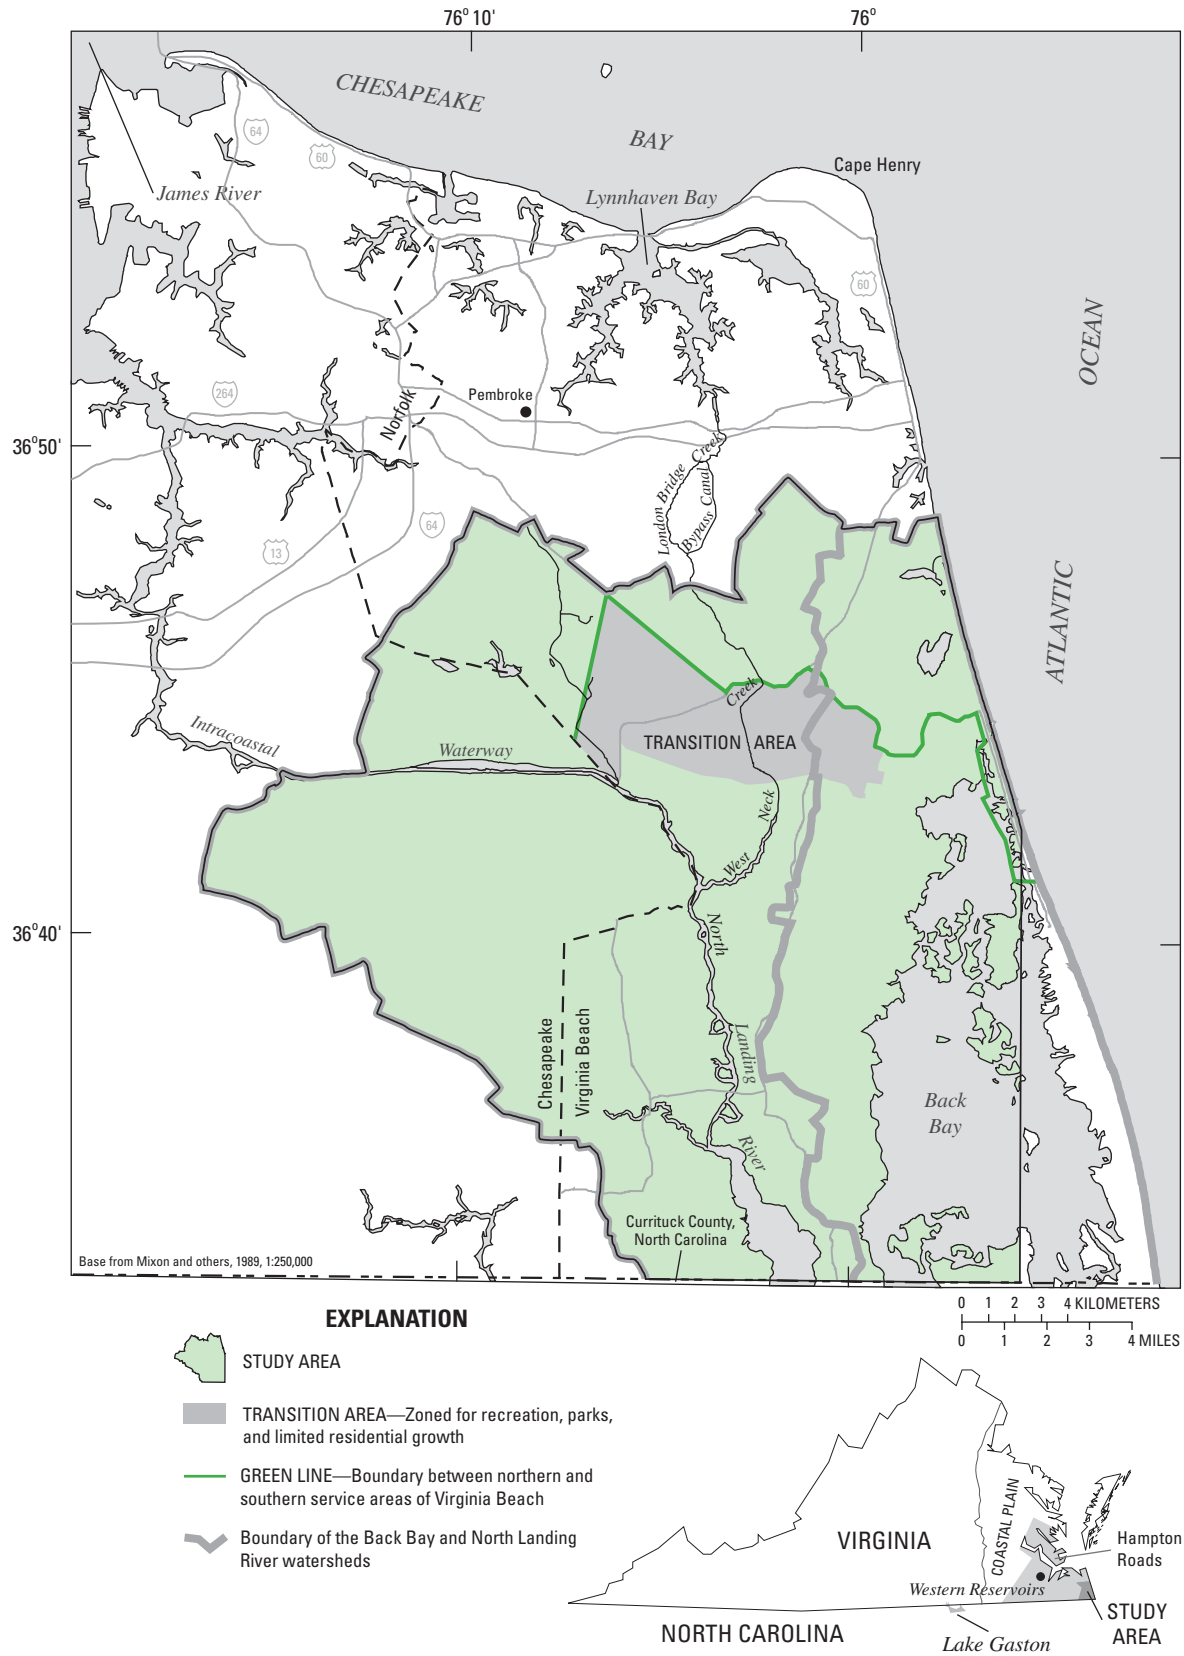 76° 10'
76°
CHESAPEAKE
BAY
Cape Henry
64
60
James River
Lynnhaven Bay
60
OCEAN
264
Pembroke
Norfolk
36°50'
London Bridge Creek
Bypass Canal
64
13
ATLANTIC
Creek
Intracoastal
Waterway
TRANSITION AREA
Neck
West
36°40'
North
Landing
River
Chesapeake
Virginia Beach
Back
Bay
Currituck County,
North Carolina
Base from Mixon and others, 1989, 1:250,000
0 1 2 3 4 KILOMETERS
0 1 2 3 4 MILES
EXPLANATION
STUDY AREA
TRANSITION AREA—Zoned for recreation, parks,
and limited residential growth
GREEN LINE—Boundary between northern and
southern service areas of Virginia Beach
Boundary of the Back Bay and North Landing
River watersheds
COASTAL PLAIN
VIRGINIA
Hampton
Roads
Western Reservoirs
STUDY
AREA
NORTH CAROLINA
Lake Gaston